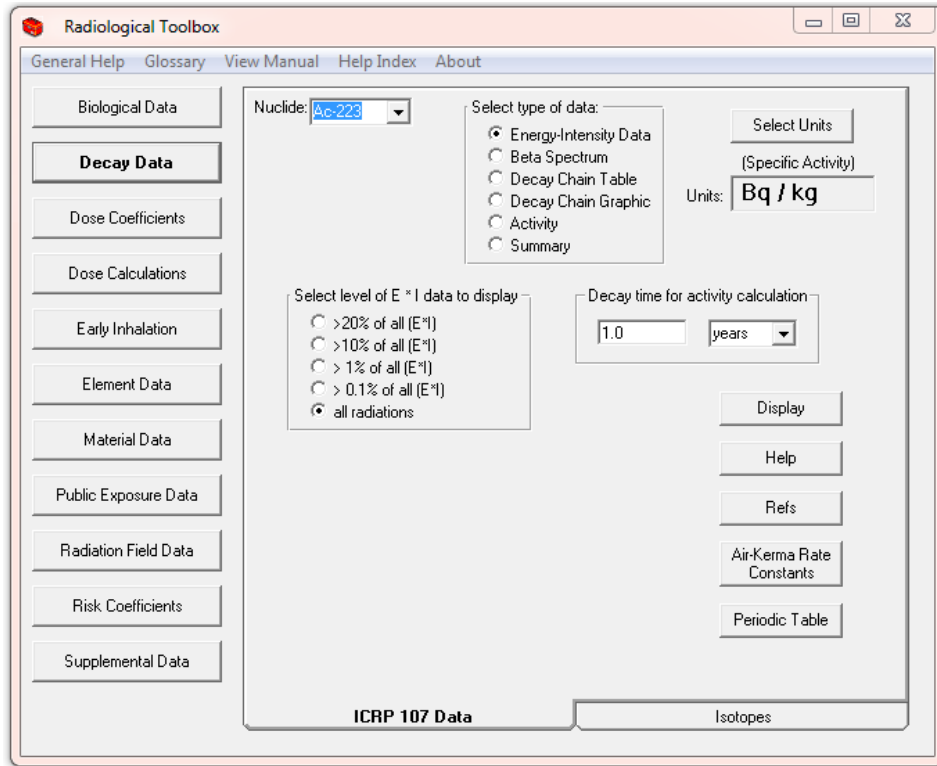 Radiological Toolbox
General Help Glossary View Manual Help Index About
Biological Data
Decay Data
Dose Coefficients
Dose Calculations
Early Inhalation
Element Data
Material Data
Public Exposure Data
Radiation Field Data
Risk Coefficients
Supplemental Data
Nuclide: Ac-223
Select type of data:
Energy-Intensity Data
Beta Spectrum
Decay Chain Table
Decay Chain Graphic
Activity
Summary
Select Units
(Specific Activity)
Units: Bq / kg
Select level of E * I data to display
>20% of all (E*I)
>10% of all (E*I)
> 1% of all (E*I)
> 0.1% of all (E*I)
all radiations
Decay time for activity calculation
1.0 years
Display
Help
Refs
Air-Kerma Rate
Constants
Periodic Table
ICRP 107 Data
Isotopes